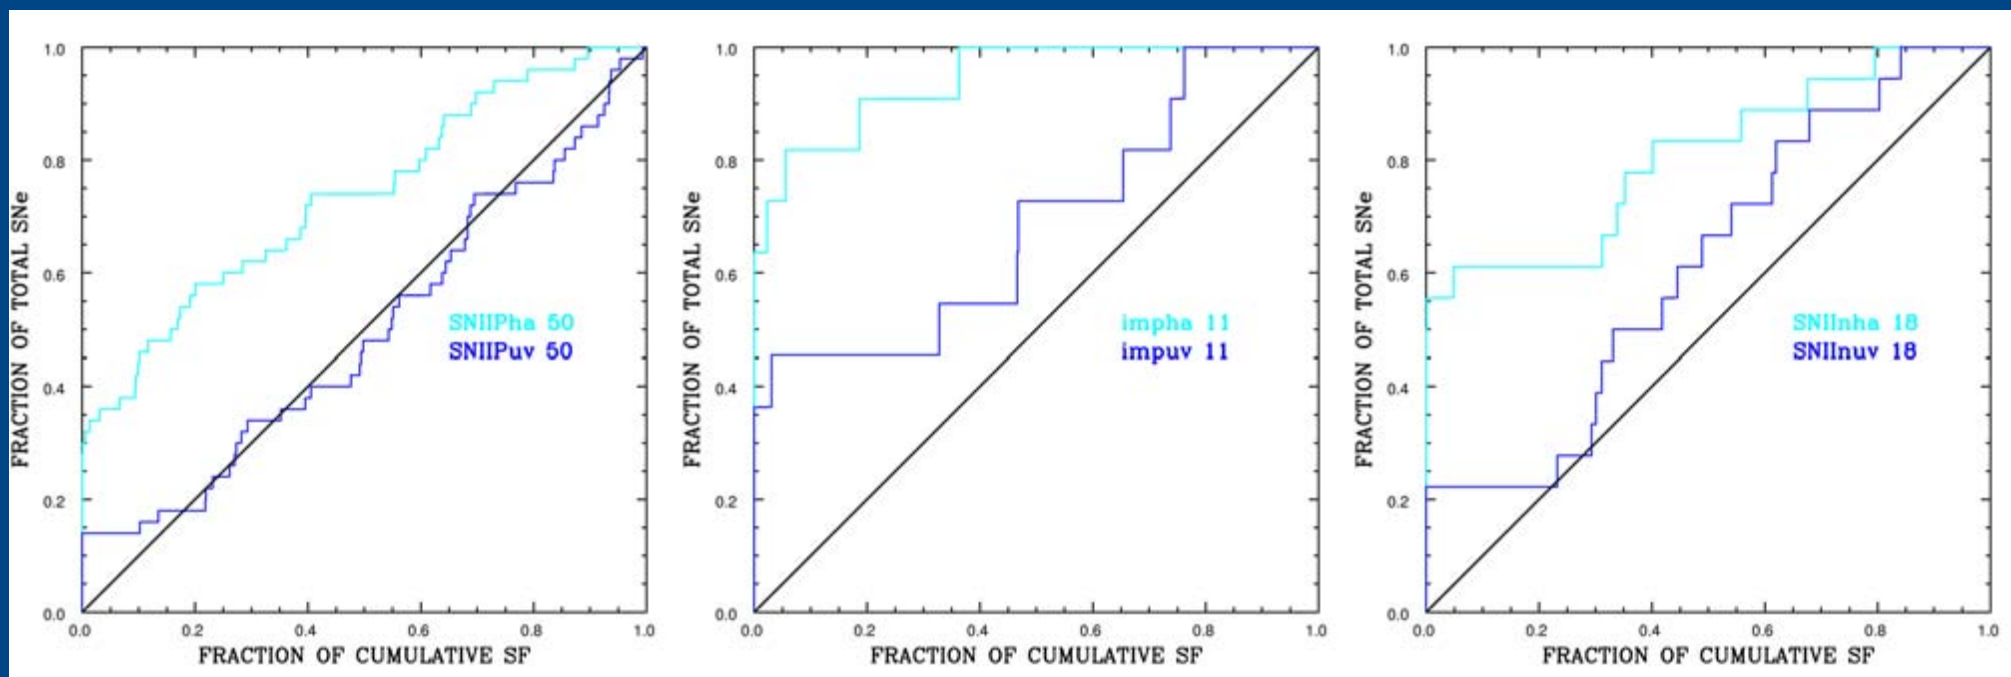 1.0
0.8
0.6
0.4
0.2
0.0
FRACTION OF TOTAL SNe
SNIIPha 50
SNIIPuv 50
0.0 0.2 0.4 0.6 0.8 1.0
FRACTION OF CUMULATIVE SF
1.0
0.8
0.6
0.4
0.2
0.0
FRACTION OF TOTAL SNe
impha 11
impuv 11
0.0 0.2 0.4 0.6 0.8 1.0
FRACTION OF CUMULATIVE SF
1.0
0.8
0.6
0.4
0.2
0.0
FRACTION OF TOTAL SNe
SNIInha 18
SNIInuv 18
0.0 0.2 0.4 0.6 0.8 1.0
FRACTION OF CUMULATIVE SF